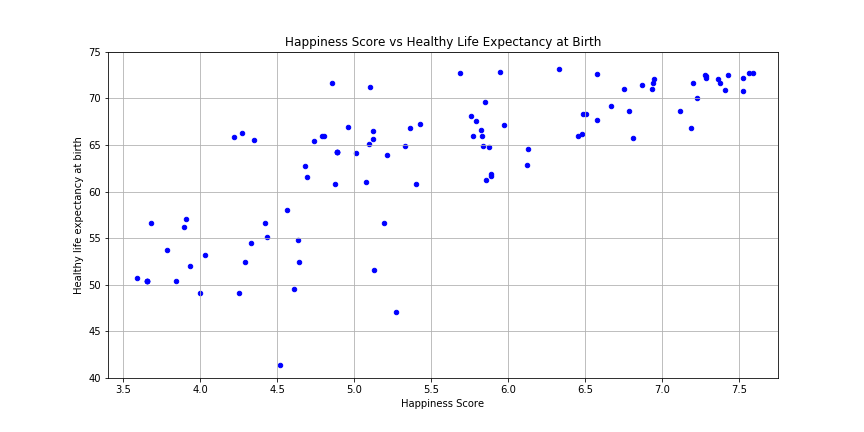 Happiness Score vs Healthy Life Expectancy at Birth
75
70
65
60
55
50
45
40
Healthy life expectancy at birth
3.5 4.0 4.5 5.0 5.5 6.0 6.5 7.0 7.5
Happiness Score